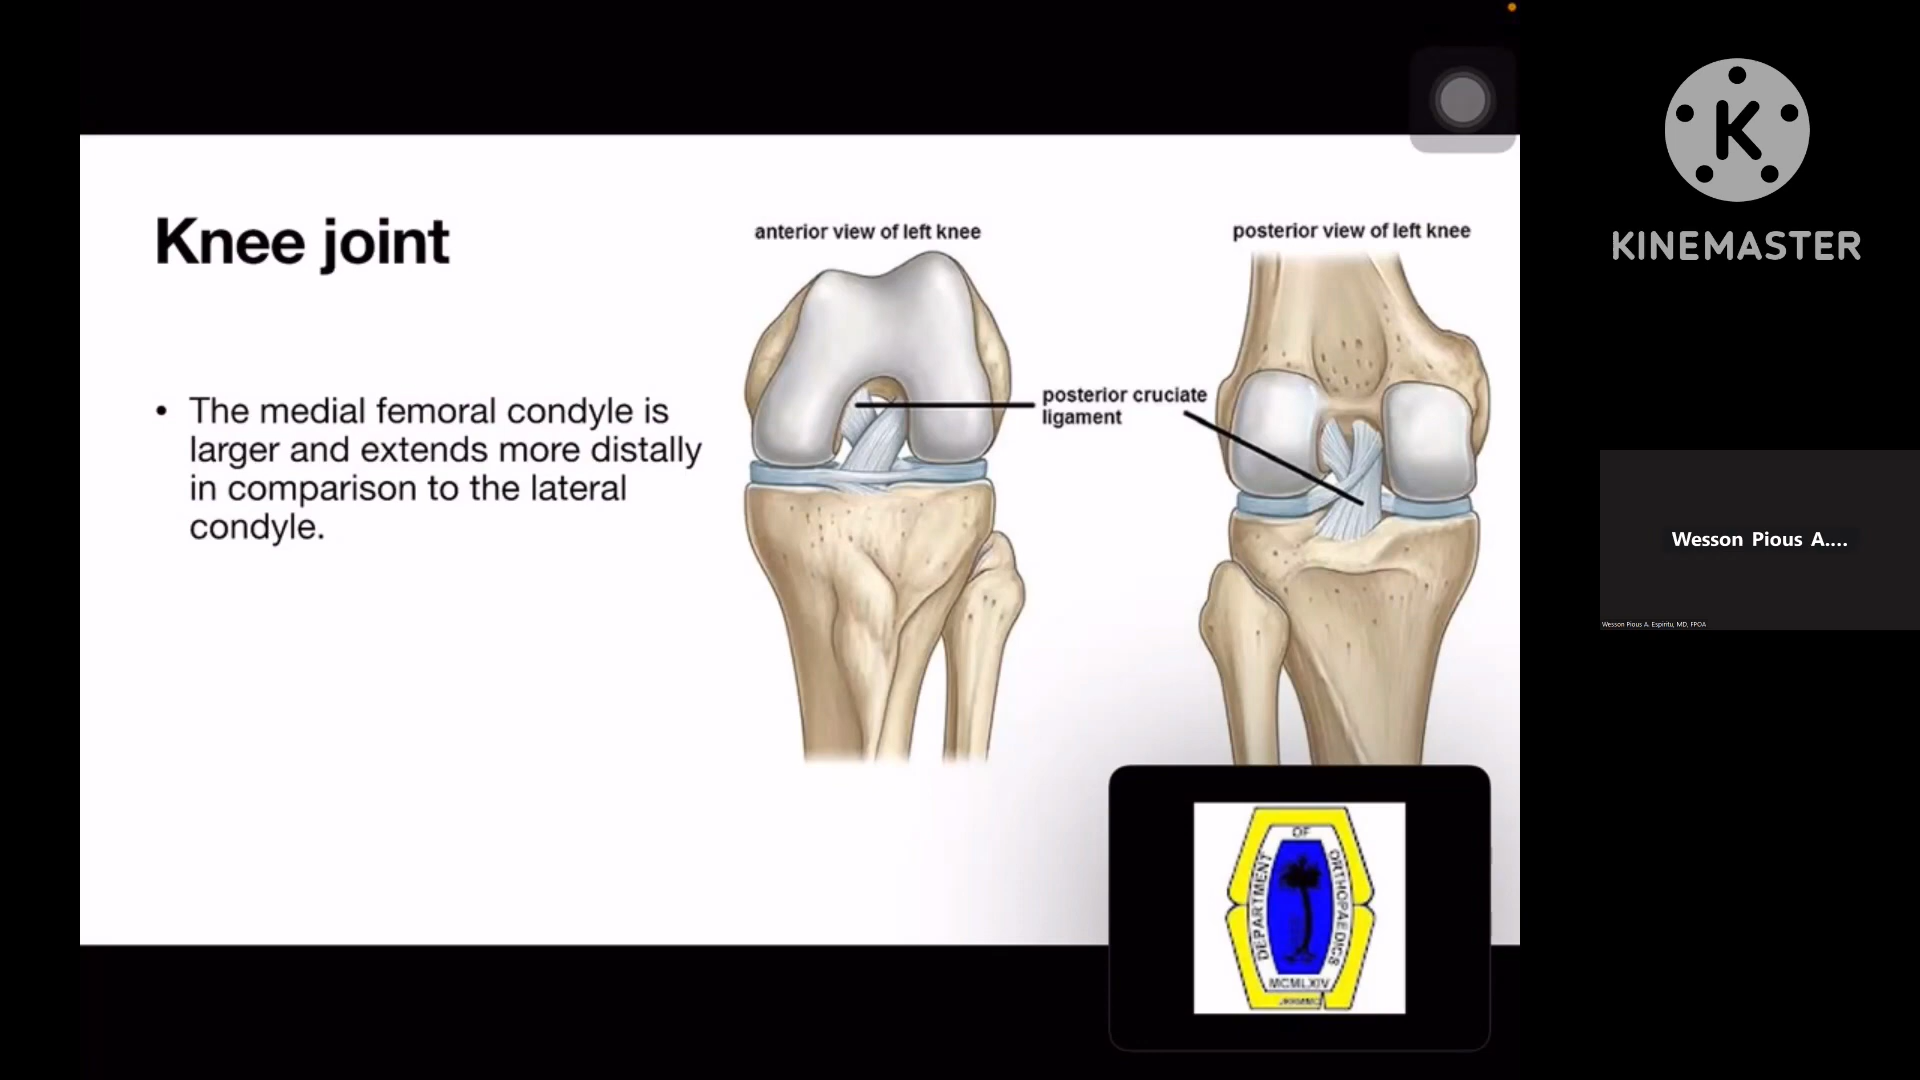 Knee joint
• The medial femoral condyle is
larger and extends more distally
in comparison to the lateral
condyle.
anterior view of left knee
posterior view of left knee
posterior cruciate
ligament
K
KINEMASTER
Wesson Pious A....
Wesson Pious A. Espiritu, MD, FPOA
DEPARTMENT
OF
ORTHOPAEDICS
MCMLXIV